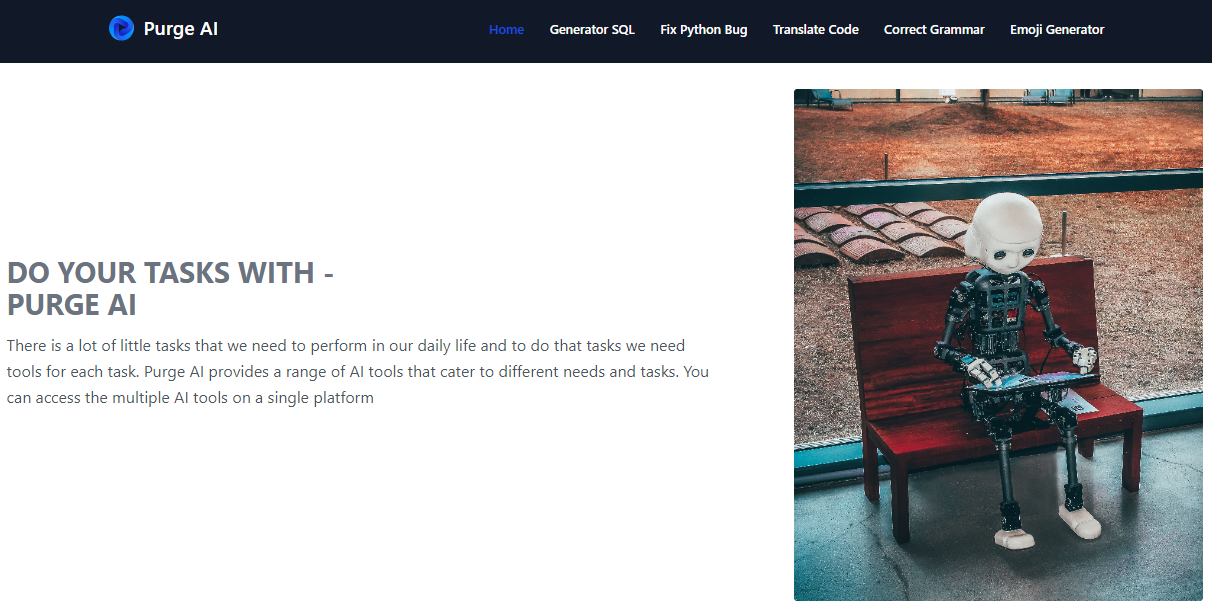 Purge AI
Home Generator SQL Fix Python Bug Translate Code Correct Grammar Emoji Generator
DO YOUR TASKS WITH -
PURGE AI
There is a lot of little tasks that we need to perform in our daily life and to do that tasks we need
tools for each task. Purge AI provides a range of AI tools that cater to different needs and tasks. You
can access the multiple AI tools on a single platform